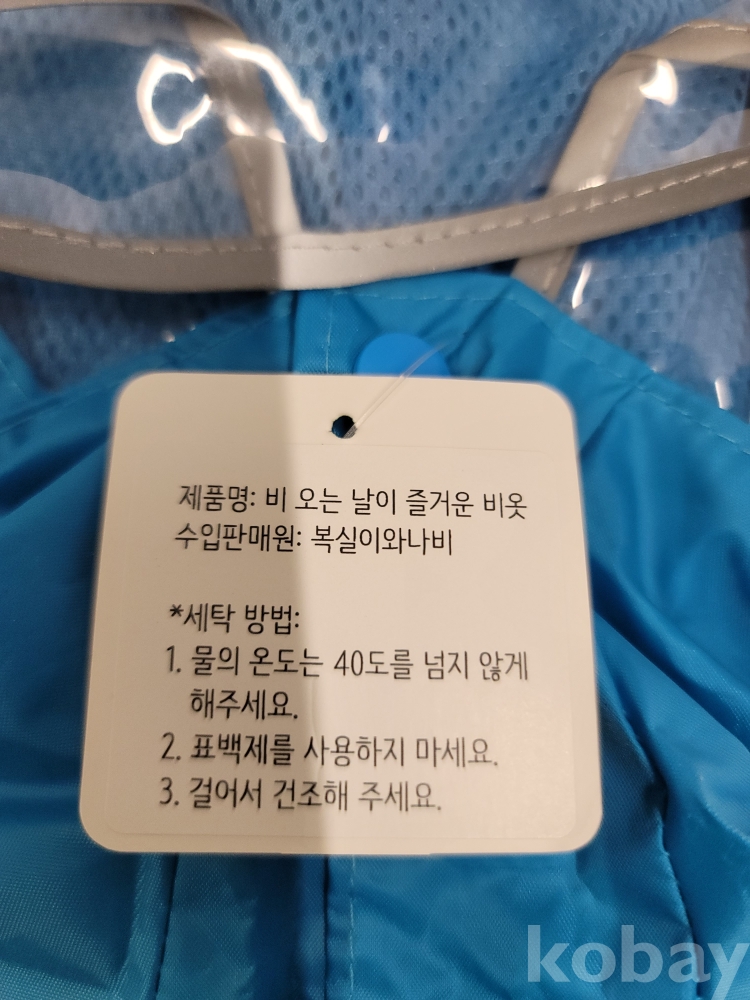 제품명: 비 오는 날이 즐거운 비옷
수입판매원: 복실이와나비
*세탁 방법:
1. 물의 온도는 40도를 넘지 않게
해주세요.
2. 표백제를 사용하지 마세요.
3. 걸어서 건조해 주세요.
kobay